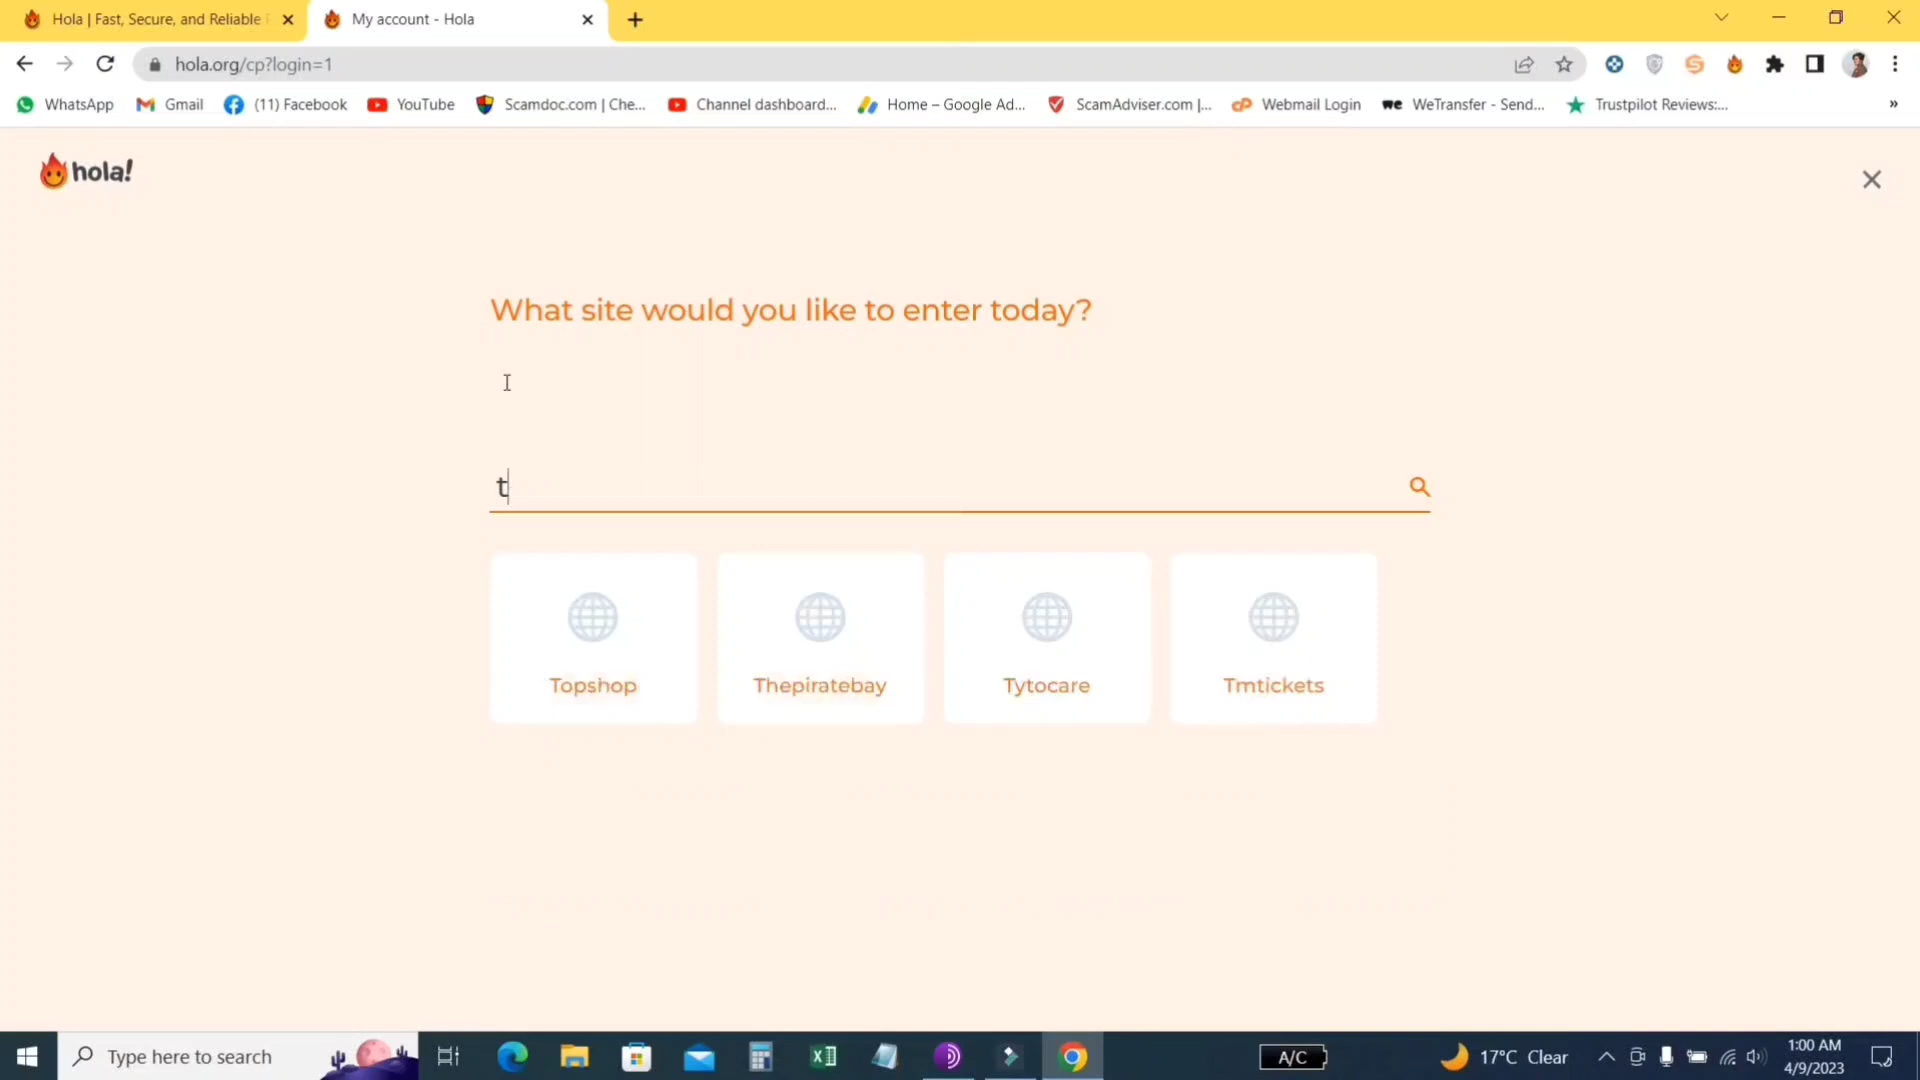 Hola | Fast, Secure, and Reliable
My account - Hola
hola.org/cp?login=1
WhatsApp
Gmail
(11) Facebook
YouTube
Scamdoc.com | Che...
Channel dashboard...
Home – Google Ad...
ScamAdviser.com |...
Webmail Login
WeTransfer - Send...
Trustpilot Reviews:...
»
hola!
What site would you like to enter today?
t
Topshop
Thepiratebay
Tytocare
Tmtickets
Type here to search
A/C
17°C Clear
1:00 AM
4/9/2023